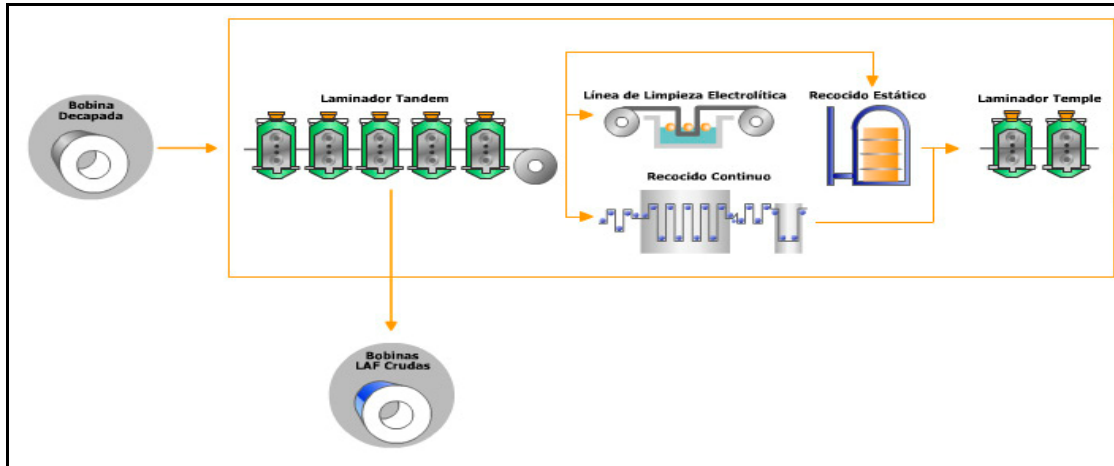 Bobina
Decapada
Laminador Tandem
Línea de Limpieza Electrolítica
Recocido Estático
Laminador Temple
Recocido Continuo
Bobinas
LAF Crudas